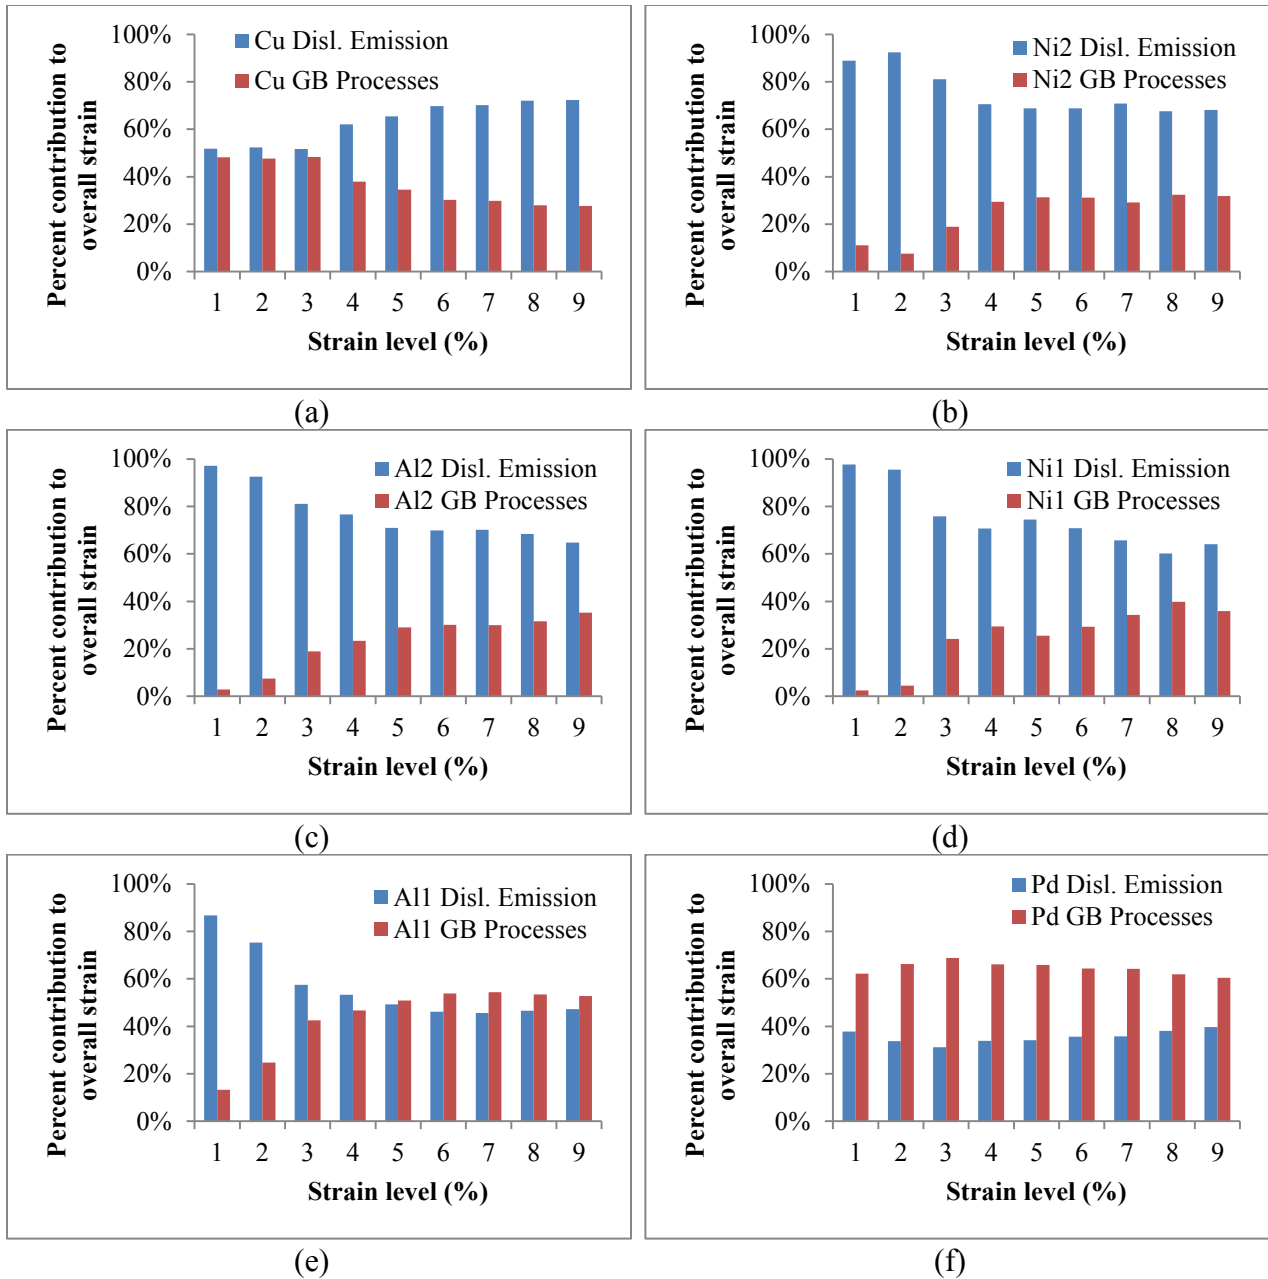 Percent contribution to
overall strain
100%
80%
60%
40%
20%
0%
Cu Disl. Emission
Cu GB Processes
1 2 3 4 5 6 7 8 9
Strain level (%)
(a)
Percent contribution to
overall strain
100%
80%
60%
40%
20%
0%
Ni2 Disl. Emission
Ni2 GB Processes
1 2 3 4 5 6 7 8 9
Strain level (%)
(b)
Percent contribution to
overall strain
100%
80%
60%
40%
20%
0%
Al2 Disl. Emission
Al2 GB Processes
1 2 3 4 5 6 7 8 9
Strain level (%)
(c)
Percent contribution to
overall strain
100%
80%
60%
40%
20%
0%
Ni1 Disl. Emission
Ni1 GB Processes
1 2 3 4 5 6 7 8 9
Strain level (%)
(d)
Percent contribution to
overall strain
100%
80%
60%
40%
20%
0%
Al1 Disl. Emission
Al1 GB Processes
1 2 3 4 5 6 7 8 9
Strain level (%)
(e)
Percent contribution to
overall strain
100%
80%
60%
40%
20%
0%
Pd Disl. Emission
Pd GB Processes
1 2 3 4 5 6 7 8 9
Strain level (%)
(f)